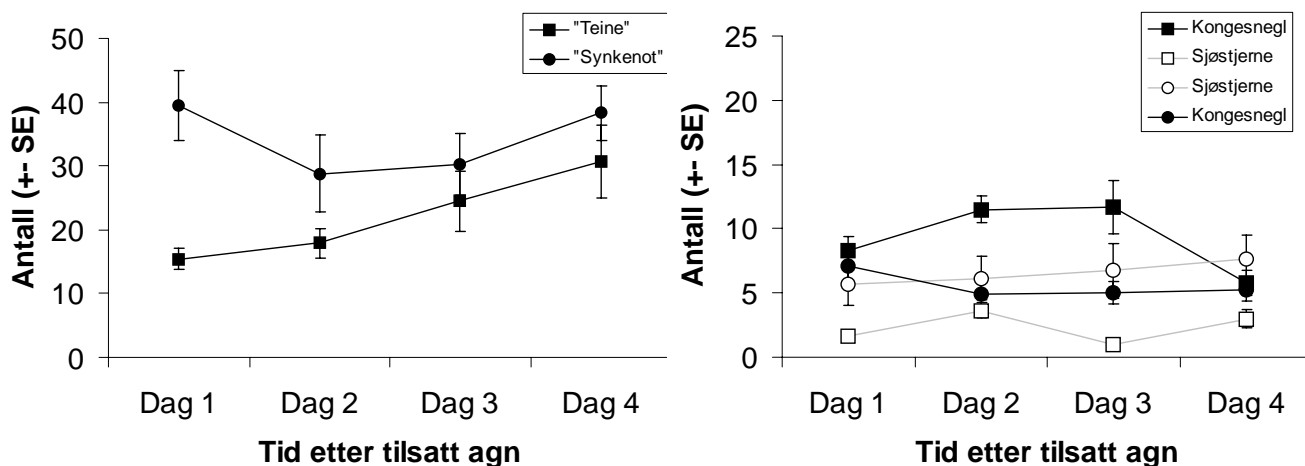 Antall (+- SE)
50
40
30
20
10
0
"Teine"
"Synkenot"
Dag 1 Dag 2 Dag 3 Dag 4
Tid etter tilsatt agn
Antall (+- SE)
25
20
15
10
5
0
Kongesnegl
Sjøstjerne
Sjøstjerne
Kongesnegl
Dag 1 Dag 2 Dag 3 Dag 4
Tid etter tilsatt agn